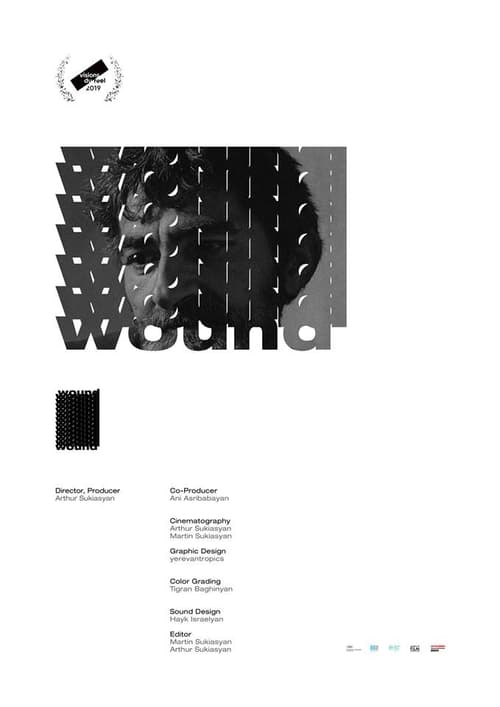 visions
du réel
2019
wound
wound
wound
Director, Producer
Arthur Sukiasyan
Co-Producer
Ani Asribabayan
Cinematography
Arthur Sukiasyan
Martin Sukiasyan
Graphic Design
yerevantropics
Color Grading
Tigran Baghinyan
Sound Design
Hayk Israelyan
Editor
Martin Sukiasyan
Arthur Sukiasyan